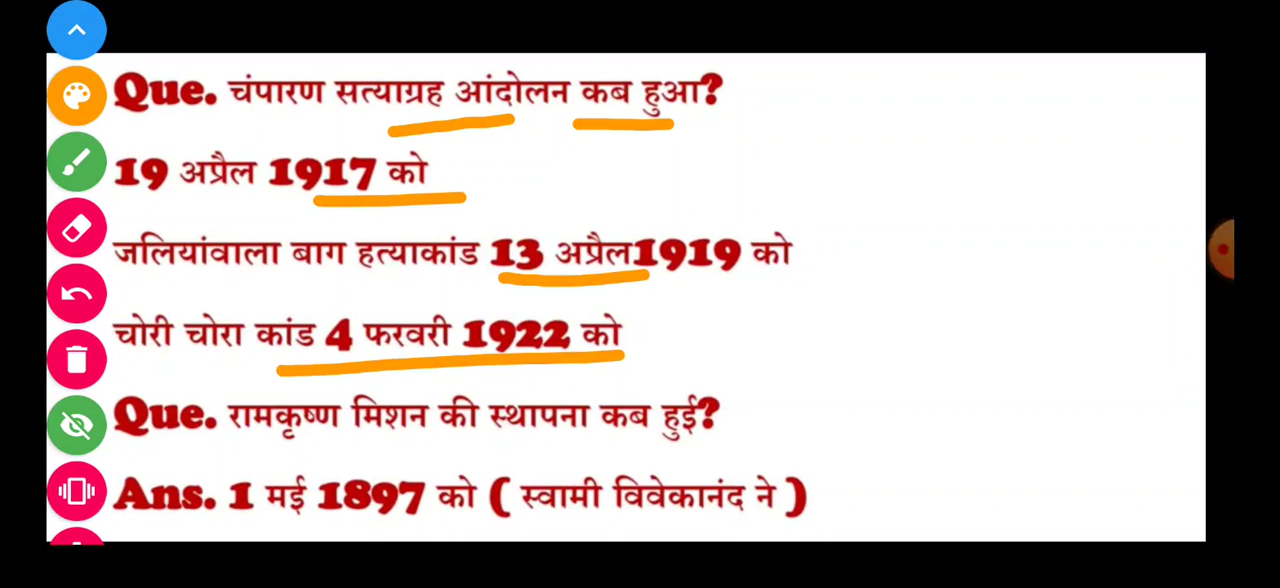 Que. चंपारण सत्याग्रह आंदोलन कब हुआ?
19 अप्रैल 1917 को
जलियांवाला बाग हत्याकांड 13 अप्रैल1919 को
चोरी चोरा कांड 4 फरवरी 1922 को
Que. रामकृष्ण मिशन की स्थापना कब हुई?
Ans. 1 मई 1897 को ( स्वामी विवेकानंद ने )